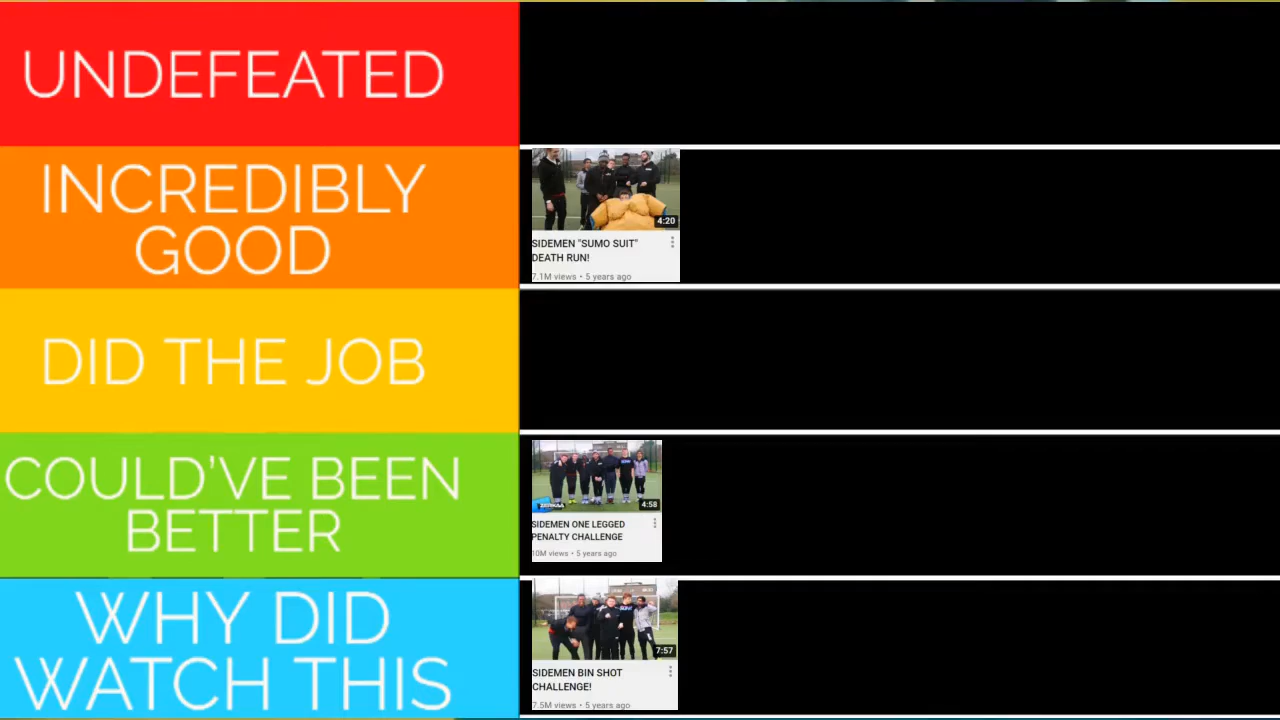 UNDEFEATED
INCREDIBLY
GOOD
4:20
SIDEMEN "SUMO SUIT"
DEATH RUN!
7.1M views • 5 years ago
DID THE JOB
COULD'VE BEEN
BETTER
4:58
SIDEMEN ONE LEGGED
PENALTY CHALLENGE
10M views • 5 years ago
WHY DID
WATCH THIS
7:57
SIDEMEN BIN SHOT
CHALLENGE!
7.5M views • 5 years ago